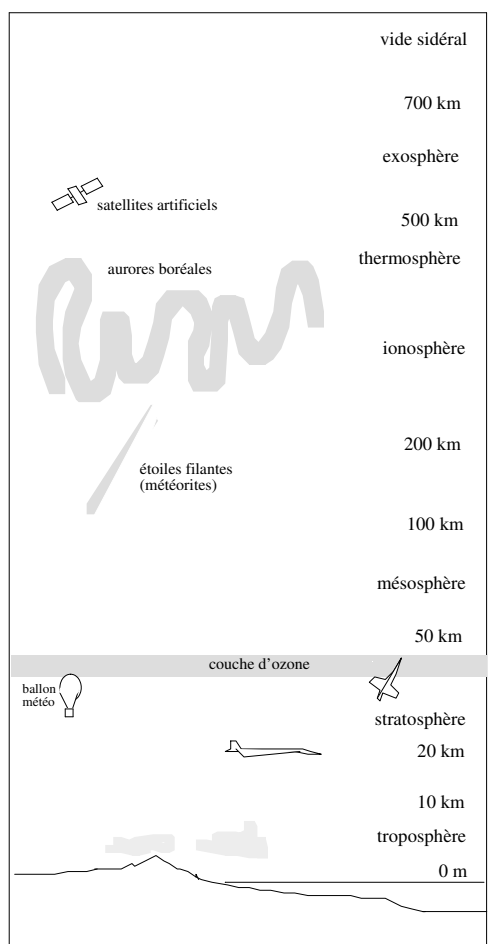 vide sidéral
700 km
exosphère
satellites artificiels
500 km
thermosphère
aurores boréales
ionosphère
200 km
étoiles filantes
(météorites)
100 km
mésosphère
50 km
couche d'ozone
ballon
météo
stratosphère
20 km
10 km
troposphère
0 m